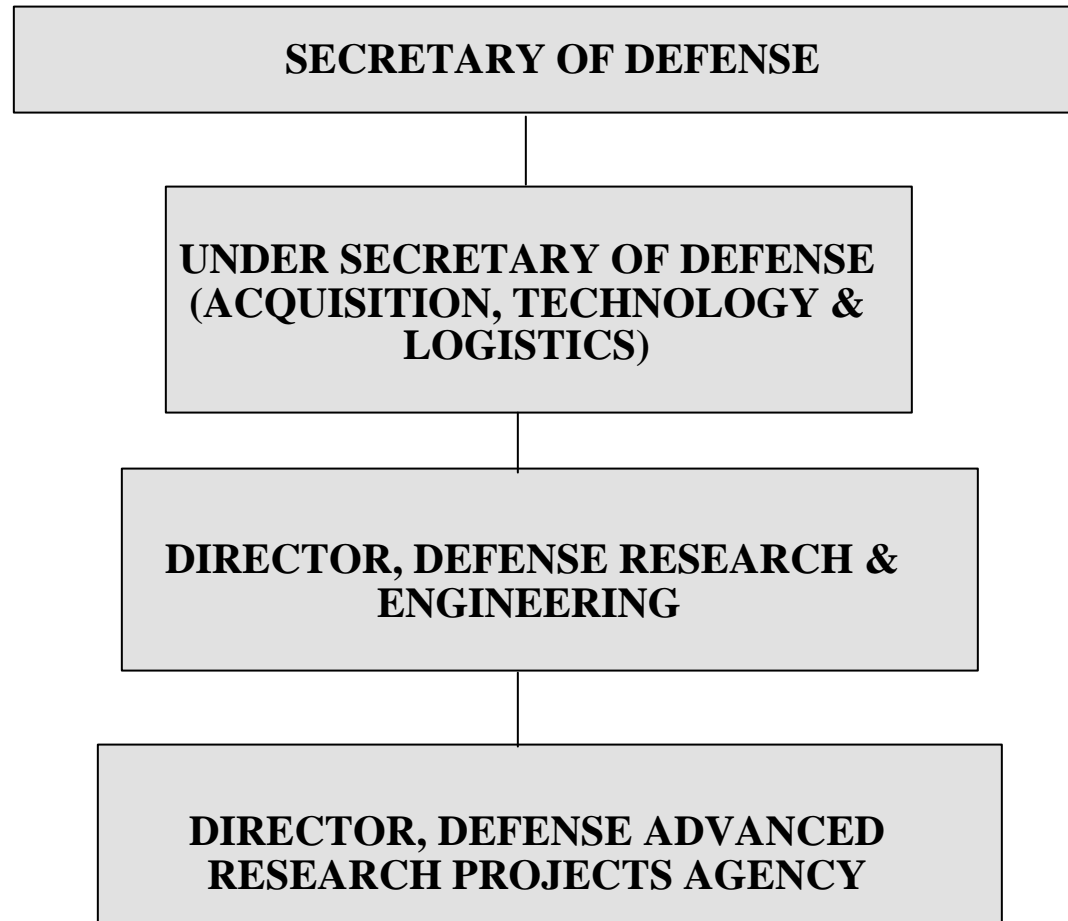 SECRETARY OF DEFENSE
UNDER SECRETARY OF DEFENSE
(ACQUISITION, TECHNOLOGY &
LOGISTICS)
DIRECTOR, DEFENSE RESEARCH &
ENGINEERING
DIRECTOR, DEFENSE ADVANCED
RESEARCH PROJECTS AGENCY